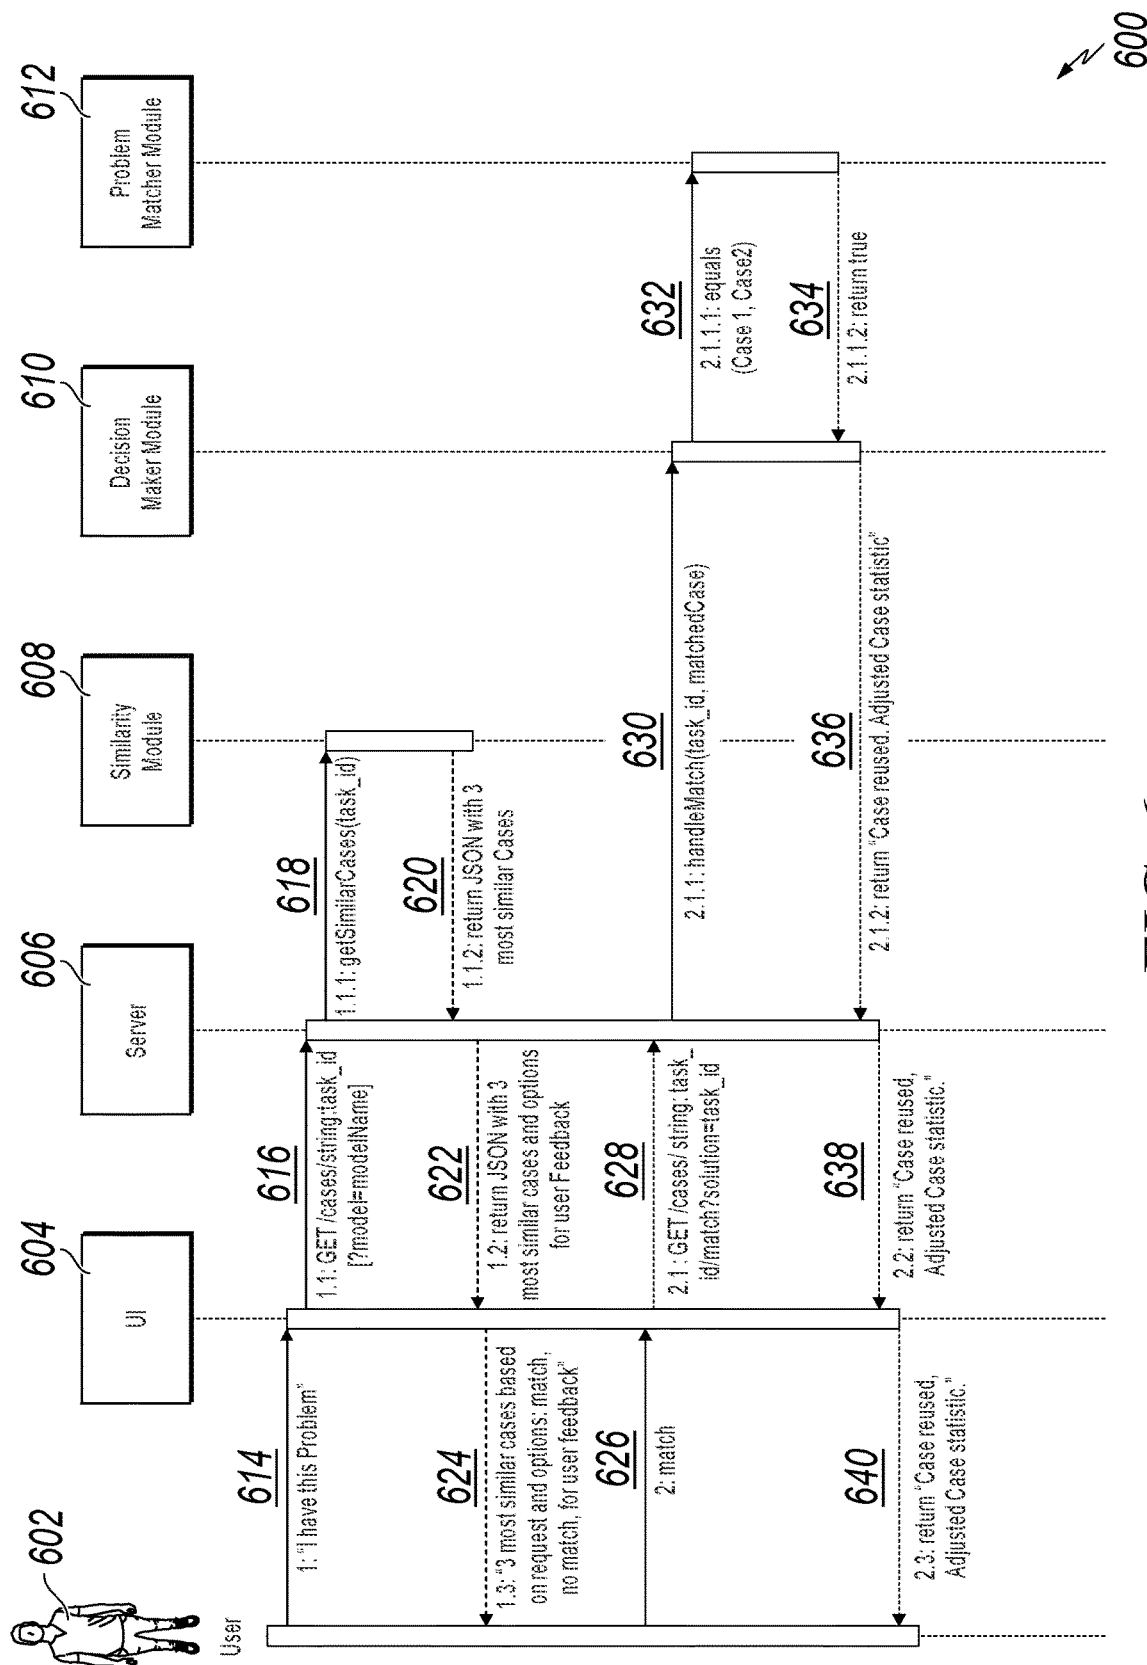 600
602
User
604
UI
606
Server
608
Similarity
Module
610
Decision
Maker Module
612
Problem
Matcher Module
614
1: "I have this Problem"
616
1.1: GET /cases/string:task_id
[?model=modelName]
618
1.1.1: getSimilarCases(task_id)
620
1.1.2: return JSON with 3
most similar Cases
622
1.2: return JSON with 3
most similar cases and options
for user Feedback
624
1.3: "3 most similar cases based
on request and options: match,
no match, for user feedback"
626
2: match
628
2.1: GET /cases/ string: task_
id/match?solution=task_id
630
2.1.1: handleMatch(task_id, matchedCase)
632
2.1.1.1: equals
(Case 1, Case2)
634
2.1.1.2: return true
636
2.1.2: return "Case reused. Adjusted Case statistic"
638
2.2: return "Case reused,
Adjusted Case statistic."
640
2.3: return "Case reused,
Adjusted Case statistic."